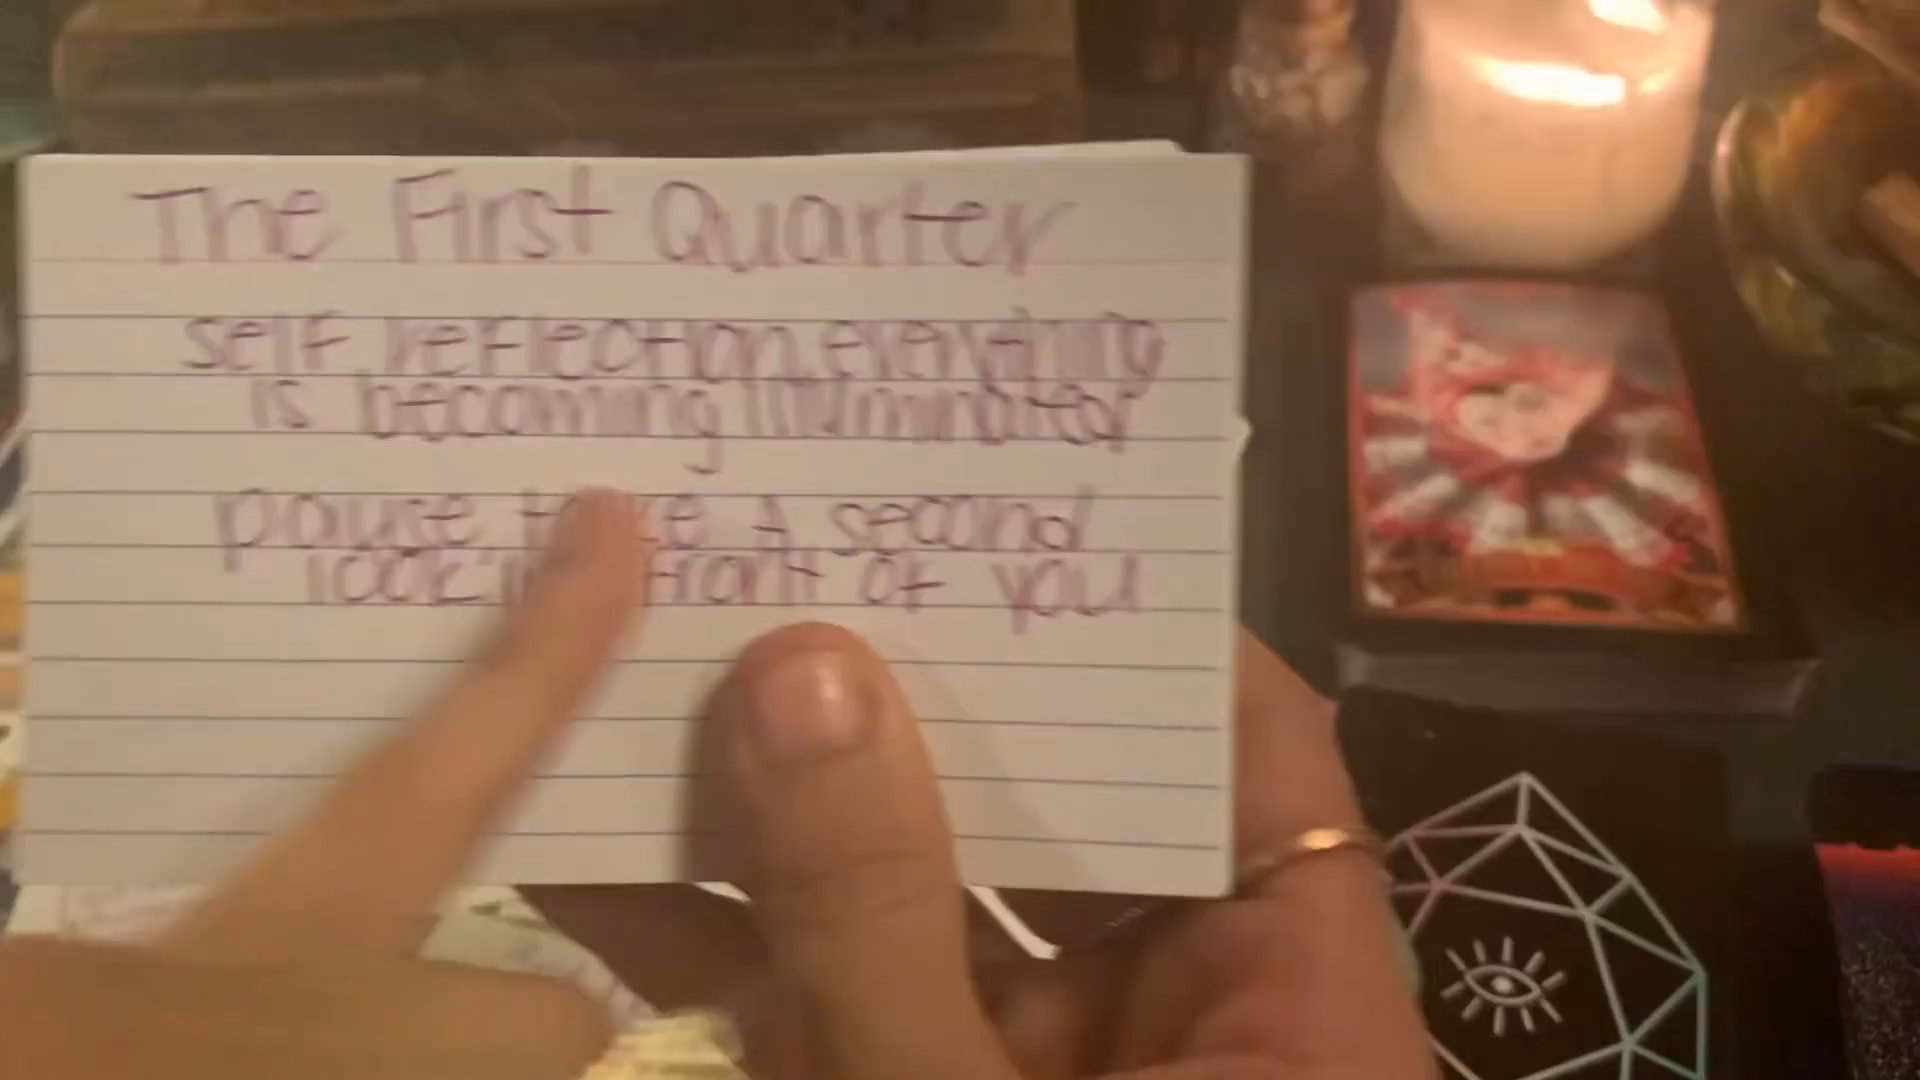 The First Quarter
self reflection, everything
is becoming illuminated
pause take A second
look in front of you